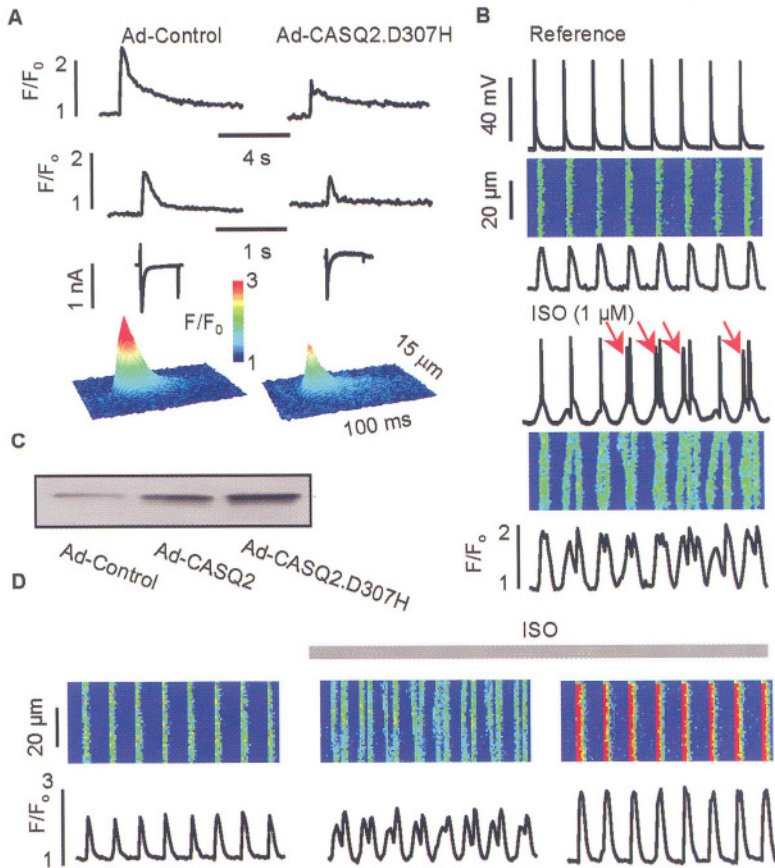 A
Ad-Control
Ad-CASQ2.D307H
F/F0
2
1
4 s
F/Fo
2
1
1 s
1 nA
3
F/F0
1
15 µm
100 ms
B
Reference
40 mV
20 µm
ISO (1 µM)
F/Fo
2
1
C
Ad-Control
Ad-CASQ2
Ad-CASQ2.D307H
D
ISO
20 µm
F/Fo
3
1